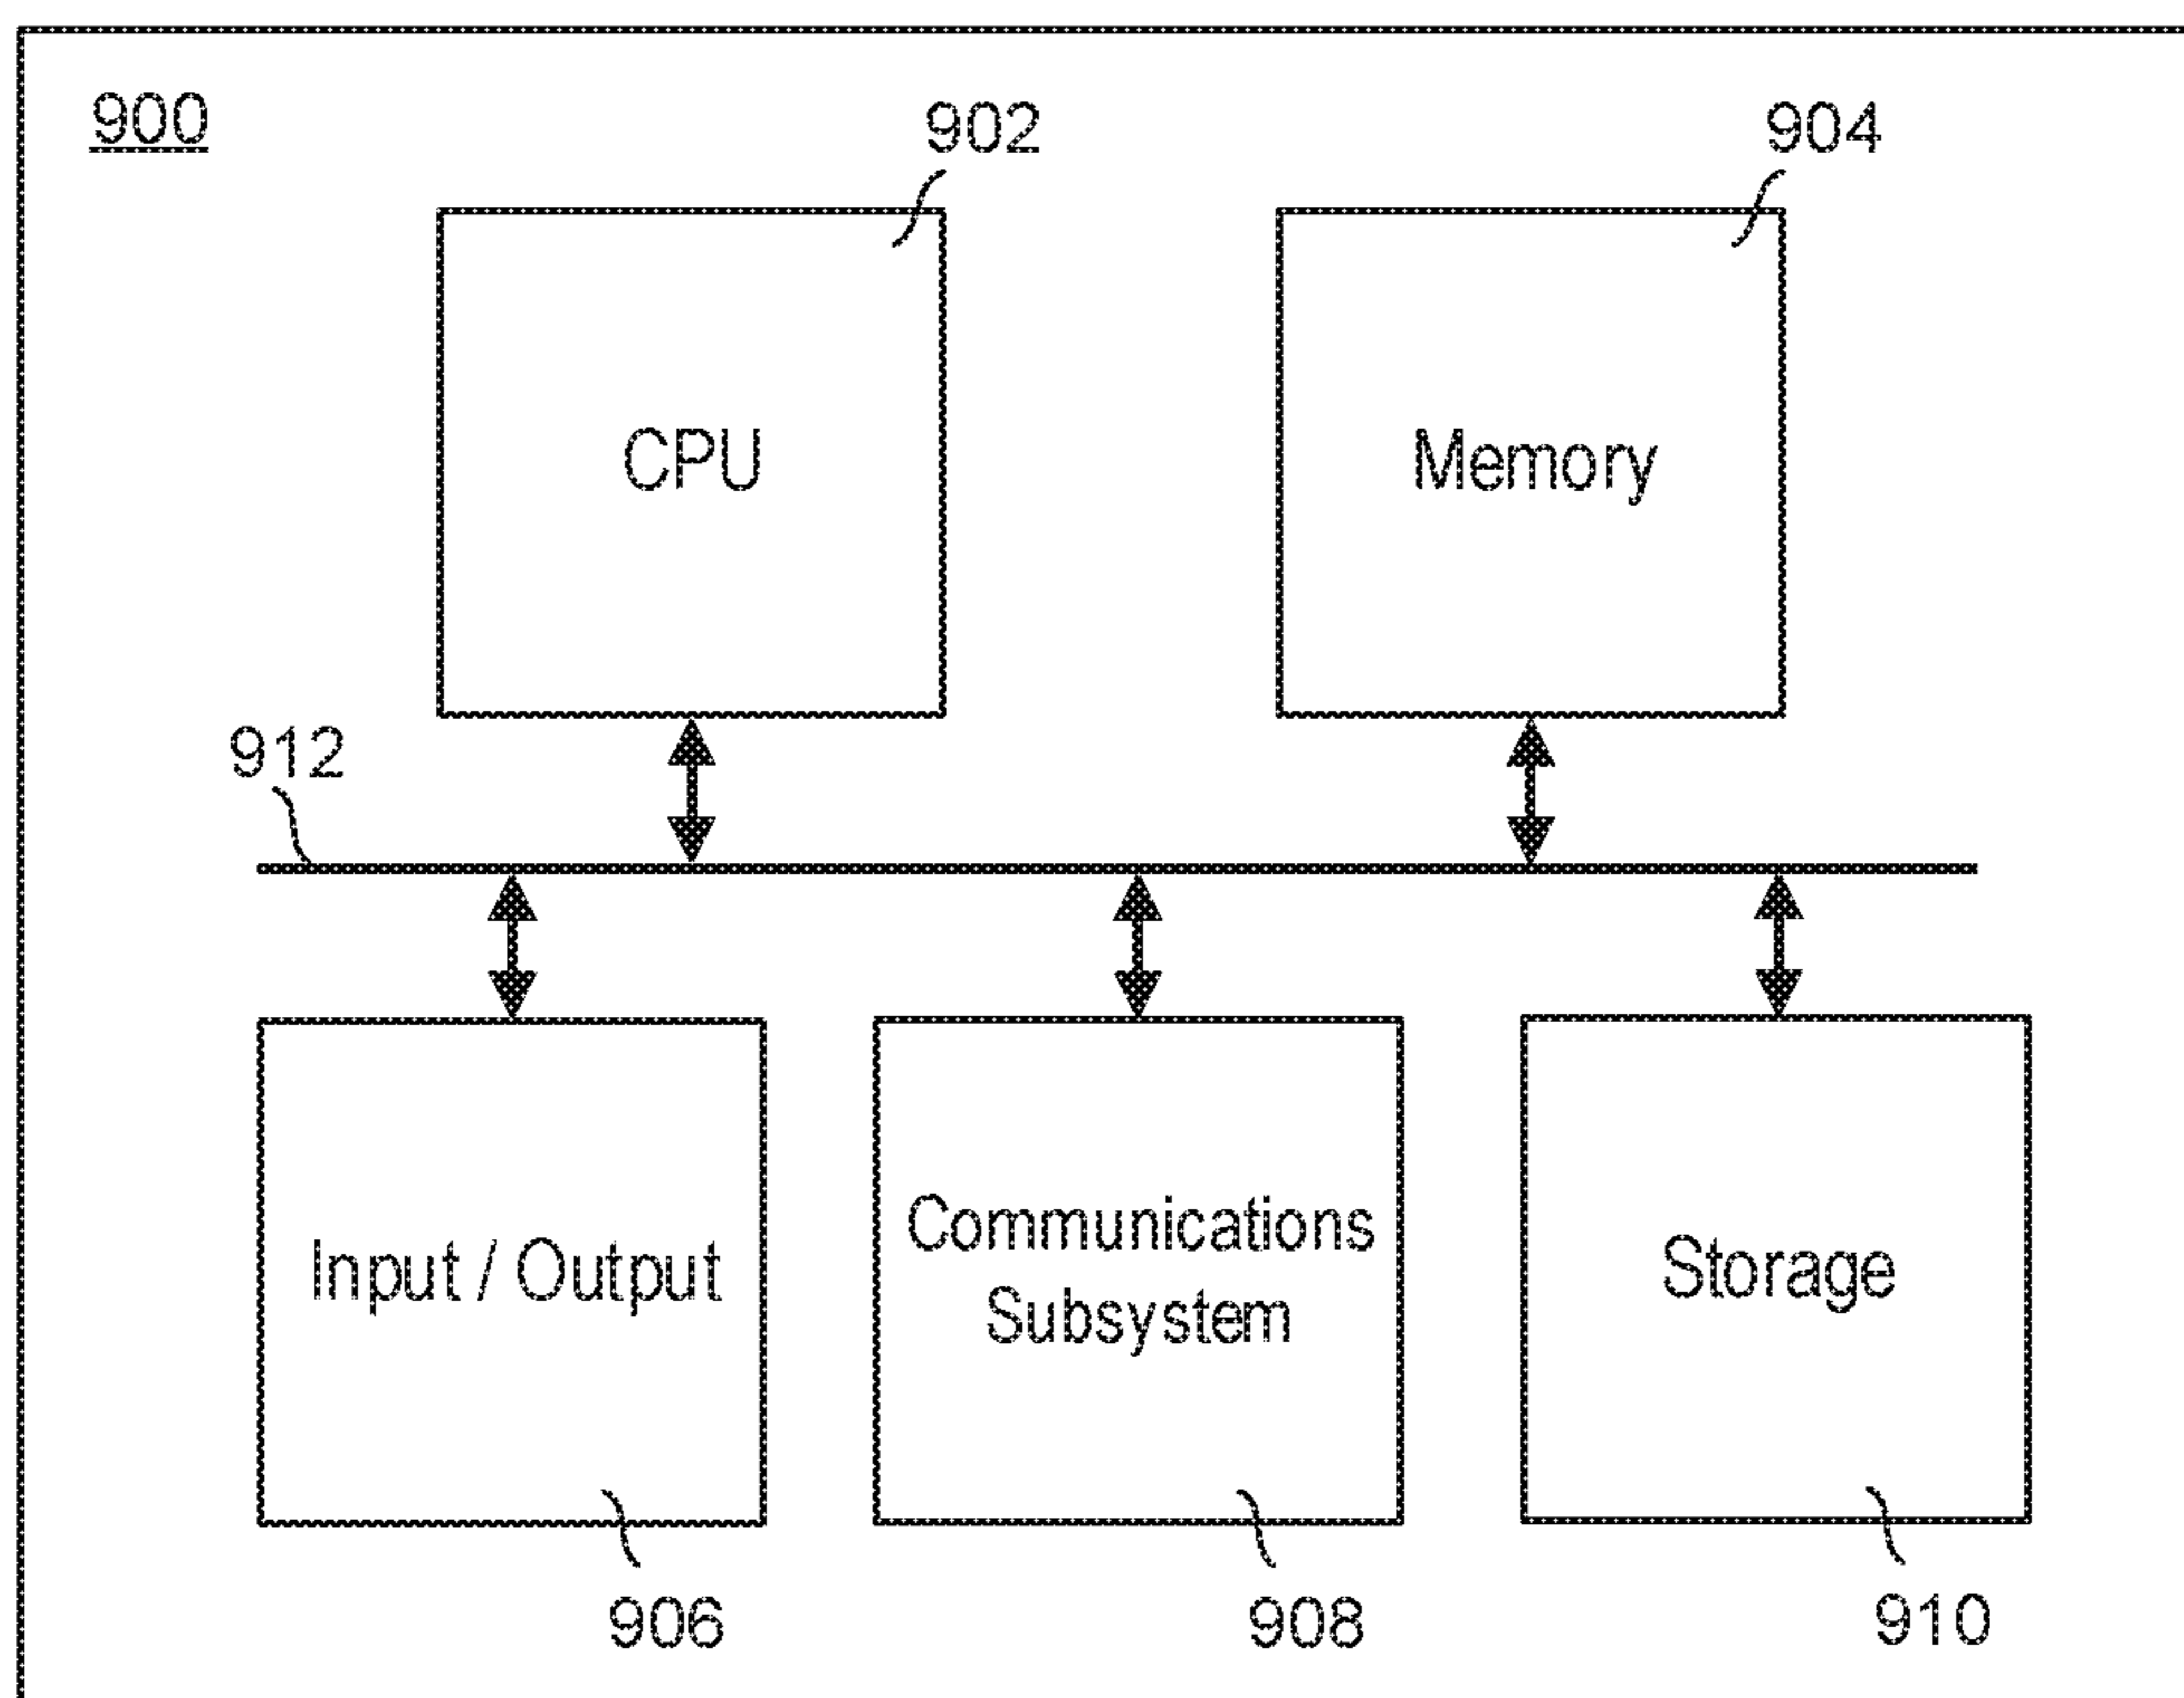 900
902
904
CPU
Memory
912
Input / Output
Communications
Subsystem
Storage
906
908
910